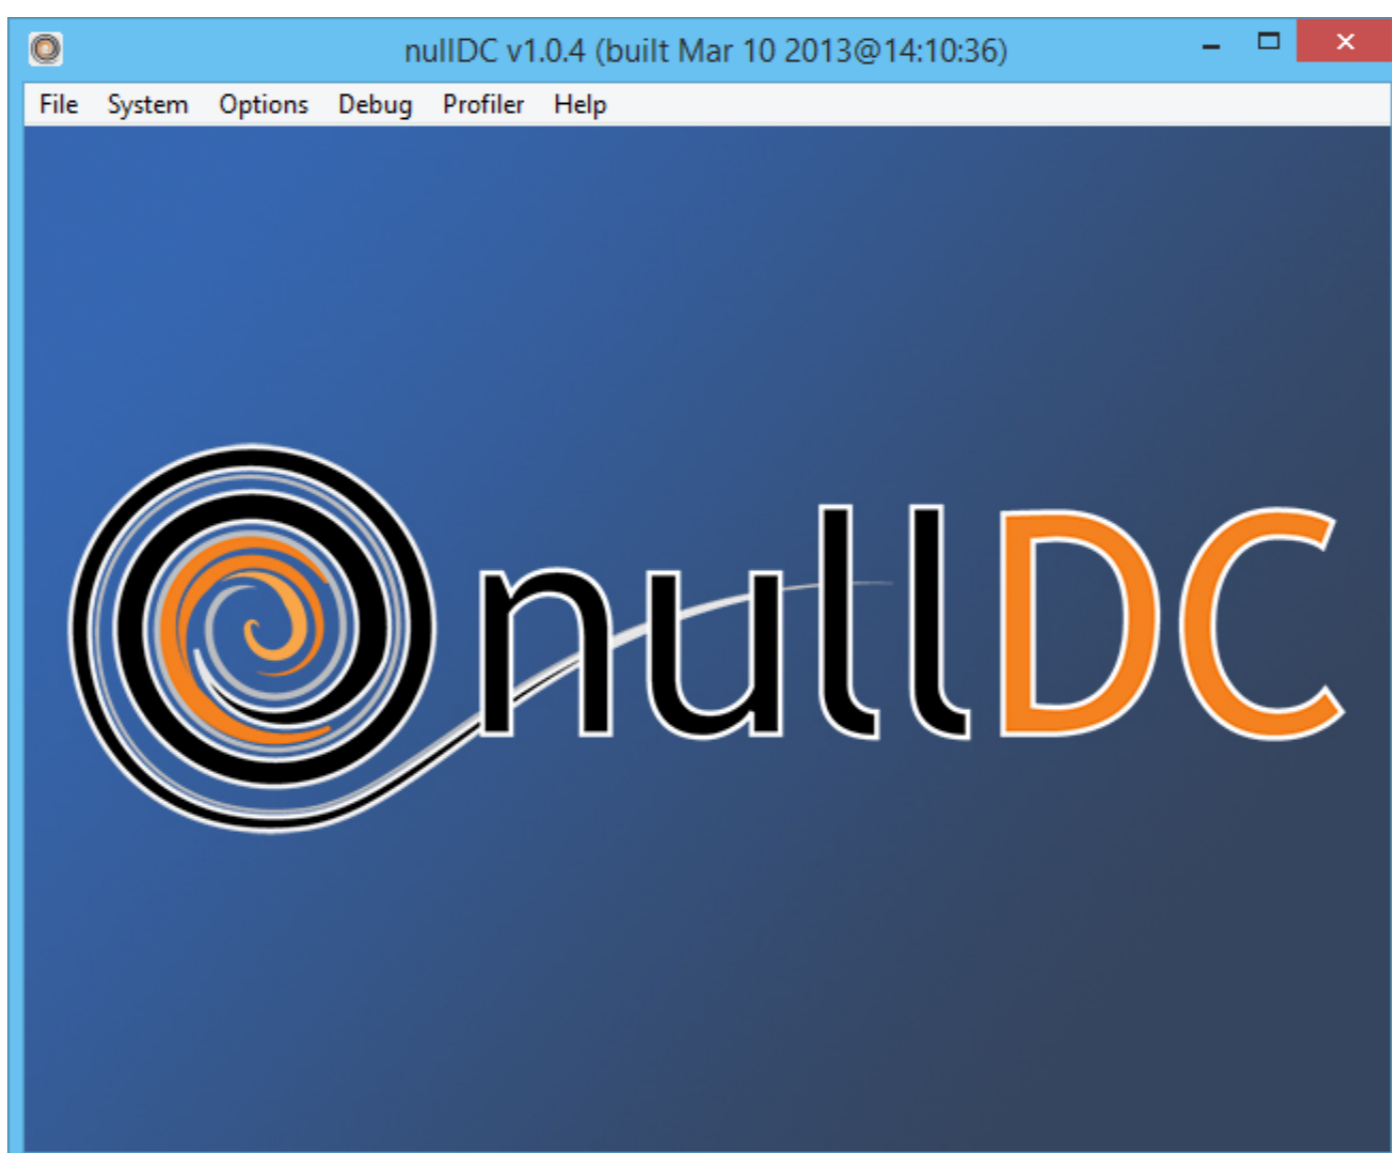 nullDC v1.0.4 (built Mar 10 2013@14:10:36)
File System Options Debug Profiler Help
nullDC